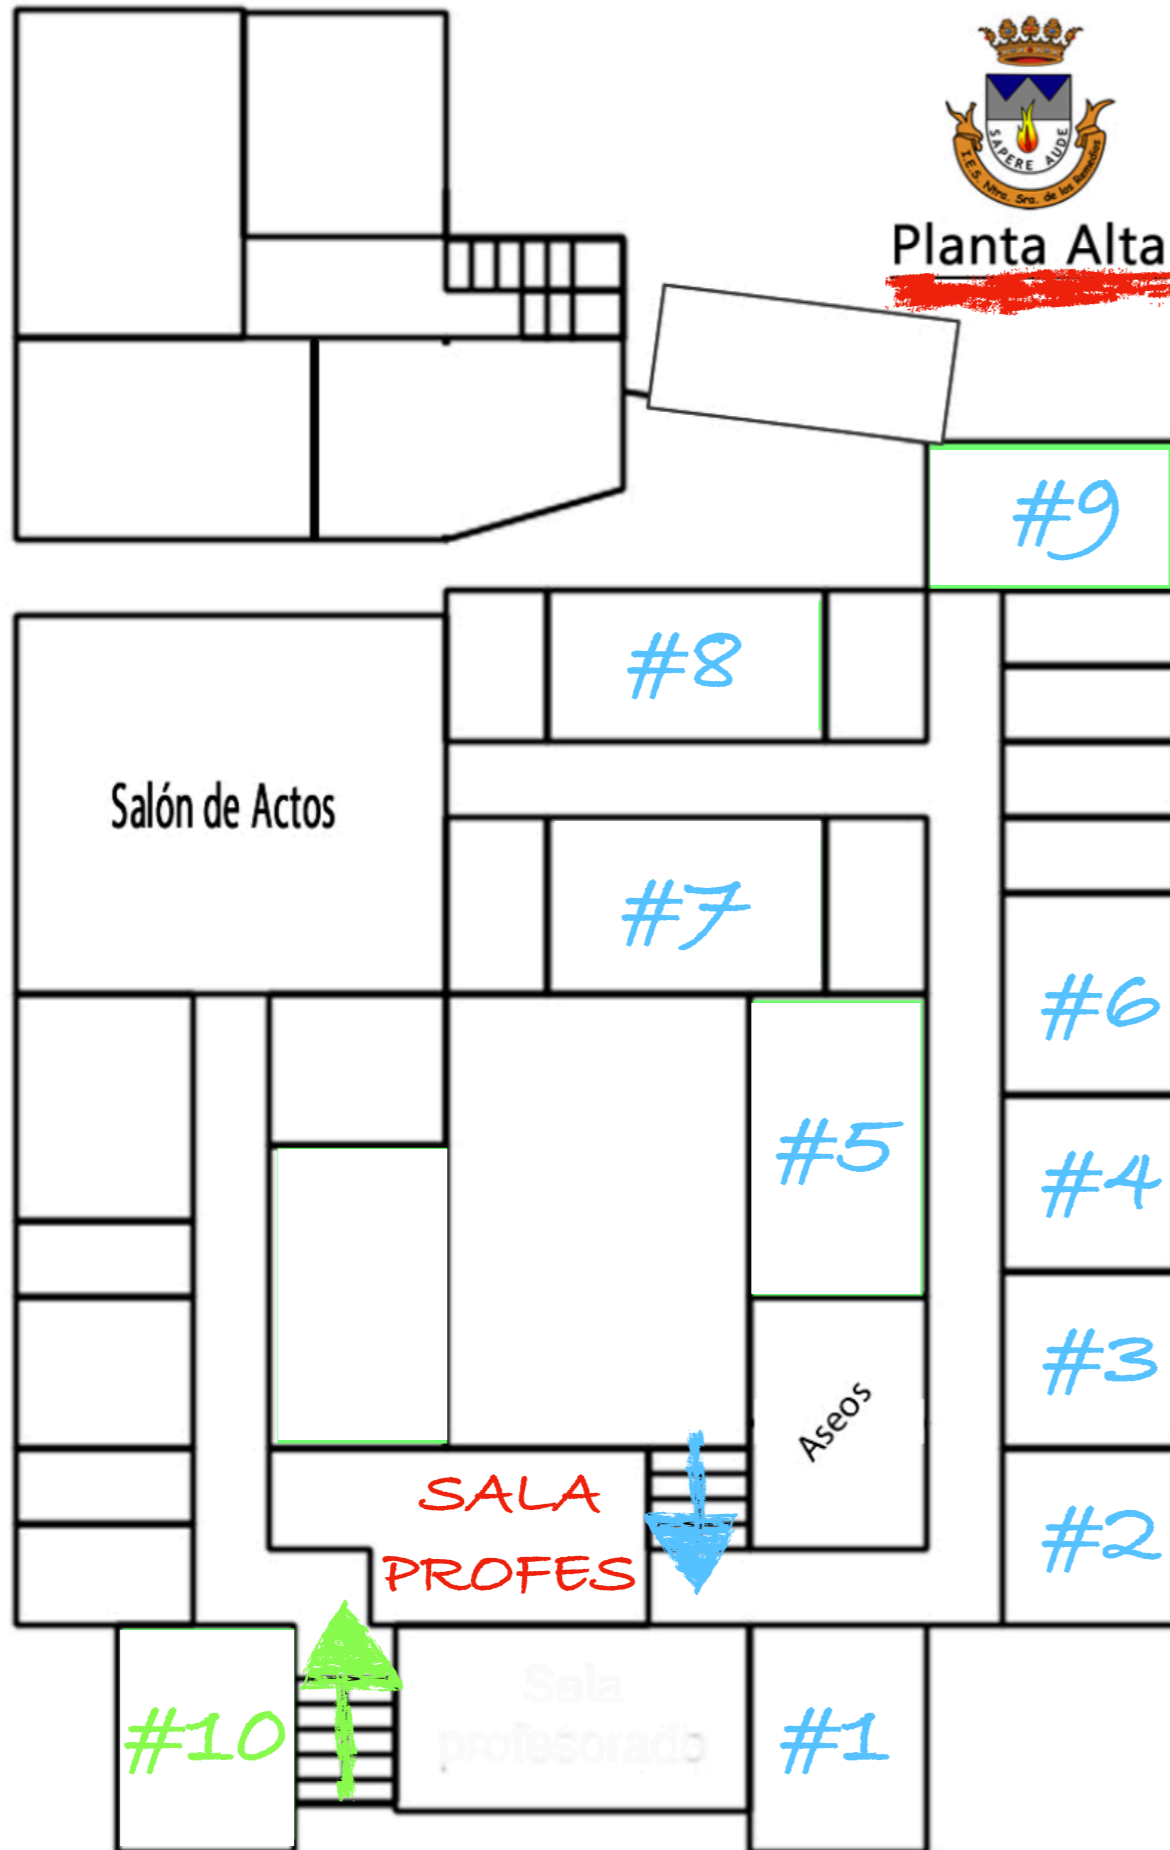 SAPERE AUDE
I.E.S. Ntra. Sra. de los Remedios
Planta Alta
#9
#8
Salón de Actos
#7
#6
#5
#4
#3
Aseos
SALA
PROFES
#2
Sala
profesorado
#10
#1